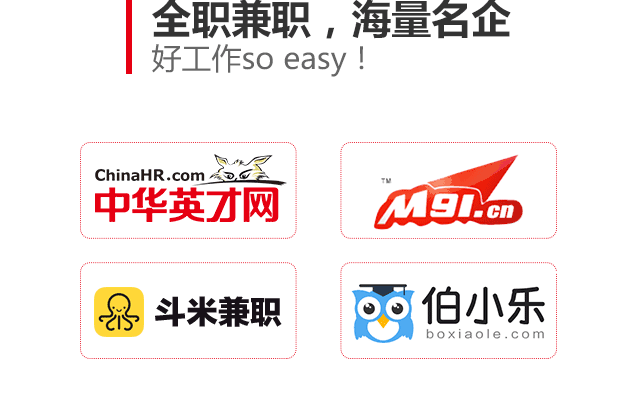 全职兼职，海量名企
好工作so easy！
ChinaHR.com
中华英才网
TM
M91.cn
斗米兼职
伯小乐
boxiaole.com